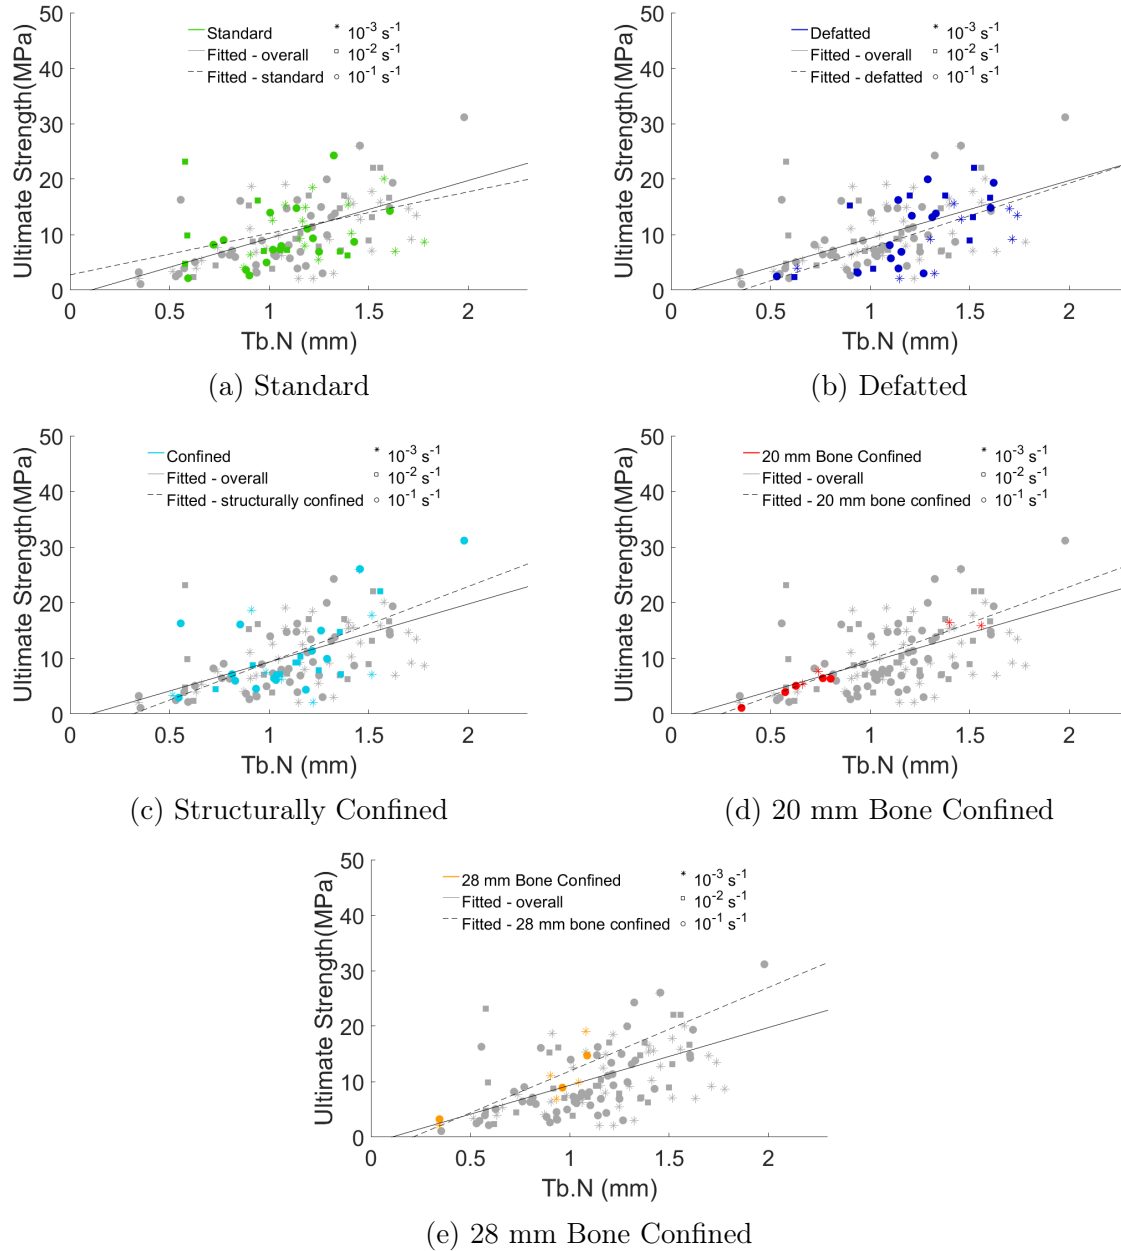 Ultimate Strength(MPa)
50
40
30
20
10
0
Standard
Fitted - overall
Fitted - standard
* 10-3 s-1
10-2 s-1
10-1 s-1
0 0.5 1 1.5 2
Tb.N (mm)
(a) Standard
Ultimate Strength(MPa)
50
40
30
20
10
0
Defatted
Fitted - overall
Fitted - defatted
* 10-3 s-1
10-2 s-1
10-1 s-1
0 0.5 1 1.5 2
Tb.N (mm)
(b) Defatted
Ultimate Strength(MPa)
50
40
30
20
10
0
Confined
Fitted - overall
Fitted - structurally confined
* 10-3 s-1
10-2 s-1
10-1 s-1
0 0.5 1 1.5 2
Tb.N (mm)
(c) Structurally Confined
Ultimate Strength(MPa)
50
40
30
20
10
0
20 mm Bone Confined
Fitted - overall
Fitted - 20 mm bone confined
* 10-3 s-1
10-2 s-1
10-1 s-1
0 0.5 1 1.5 2
Tb.N (mm)
(d) 20 mm Bone Confined
Ultimate Strength(MPa)
50
40
30
20
10
0
28 mm Bone Confined
Fitted - overall
Fitted - 28 mm bone confined
* 10-3 s-1
10-2 s-1
10-1 s-1
0 0.5 1 1.5 2
Tb.N (mm)
(e) 28 mm Bone Confined